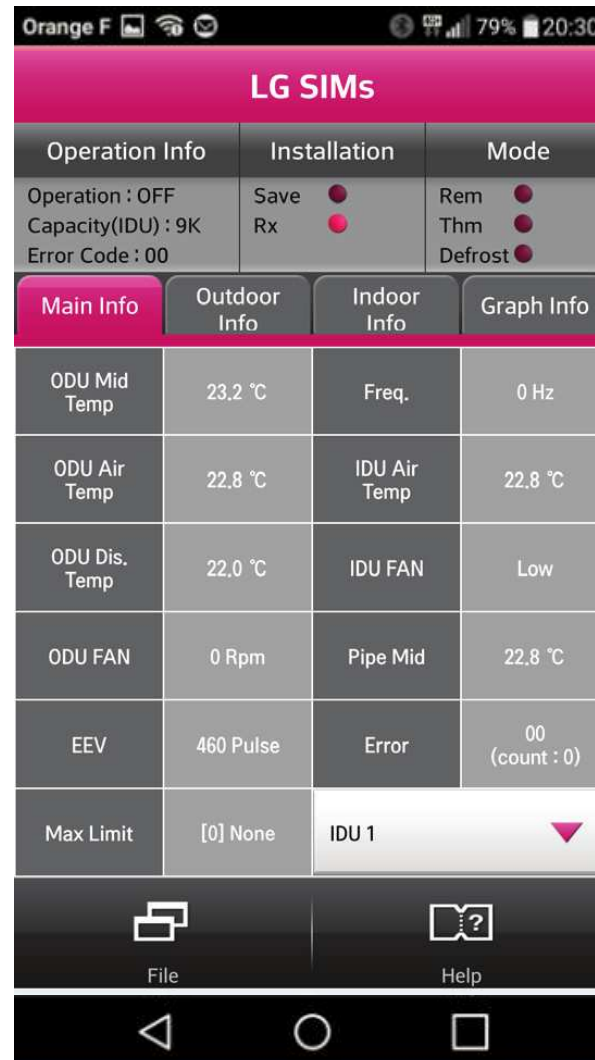 Orange F 79% 20:30
LG SIMs
Operation Info Installation Mode
Operation : OFF Save Rem
Capacity(IDU) : 9K Rx Thm
Error Code : 00 Defrost
Main Info Outdoor Info Indoor Info Graph Info
ODU Mid Temp 23.2 °C Freq. 0 Hz
ODU Air Temp 22.8 °C IDU Air Temp 22.8 °C
ODU Dis. Temp 22.0 °C IDU FAN Low
ODU FAN 0 Rpm Pipe Mid 22.8 °C
EEV 460 Pulse Error 00 (count : 0)
Max Limit [0] None IDU 1
File Help